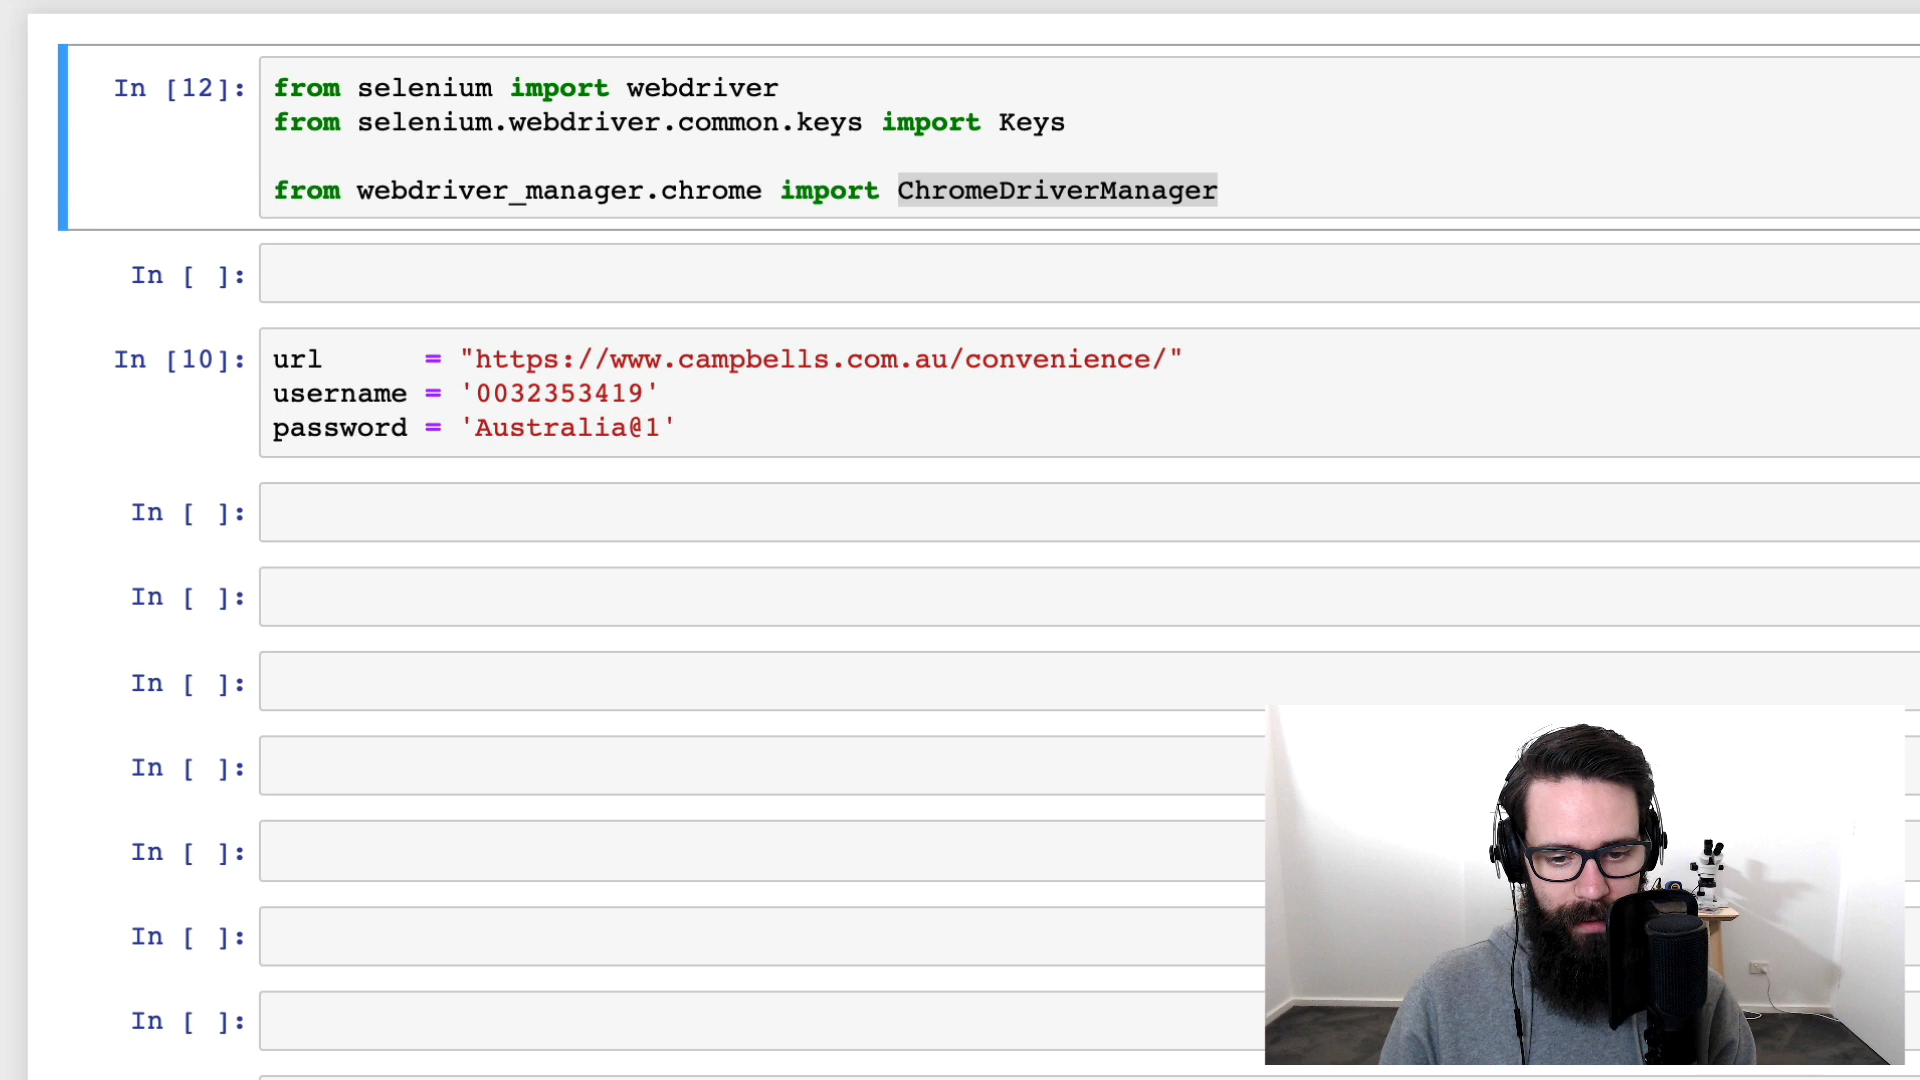 In [12]:
from selenium import webdriver
from selenium.webdriver.common.keys import Keys
from webdriver_manager.chrome import ChromeDriverManager
In [ ]:
In [10]:
url      = "https://www.campbells.com.au/convenience/"
username = '0032353419'
password = 'Australia@1'
In [ ]:
In [ ]:
In [ ]:
In [ ]:
In [ ]:
In [ ]:
In [ ]: